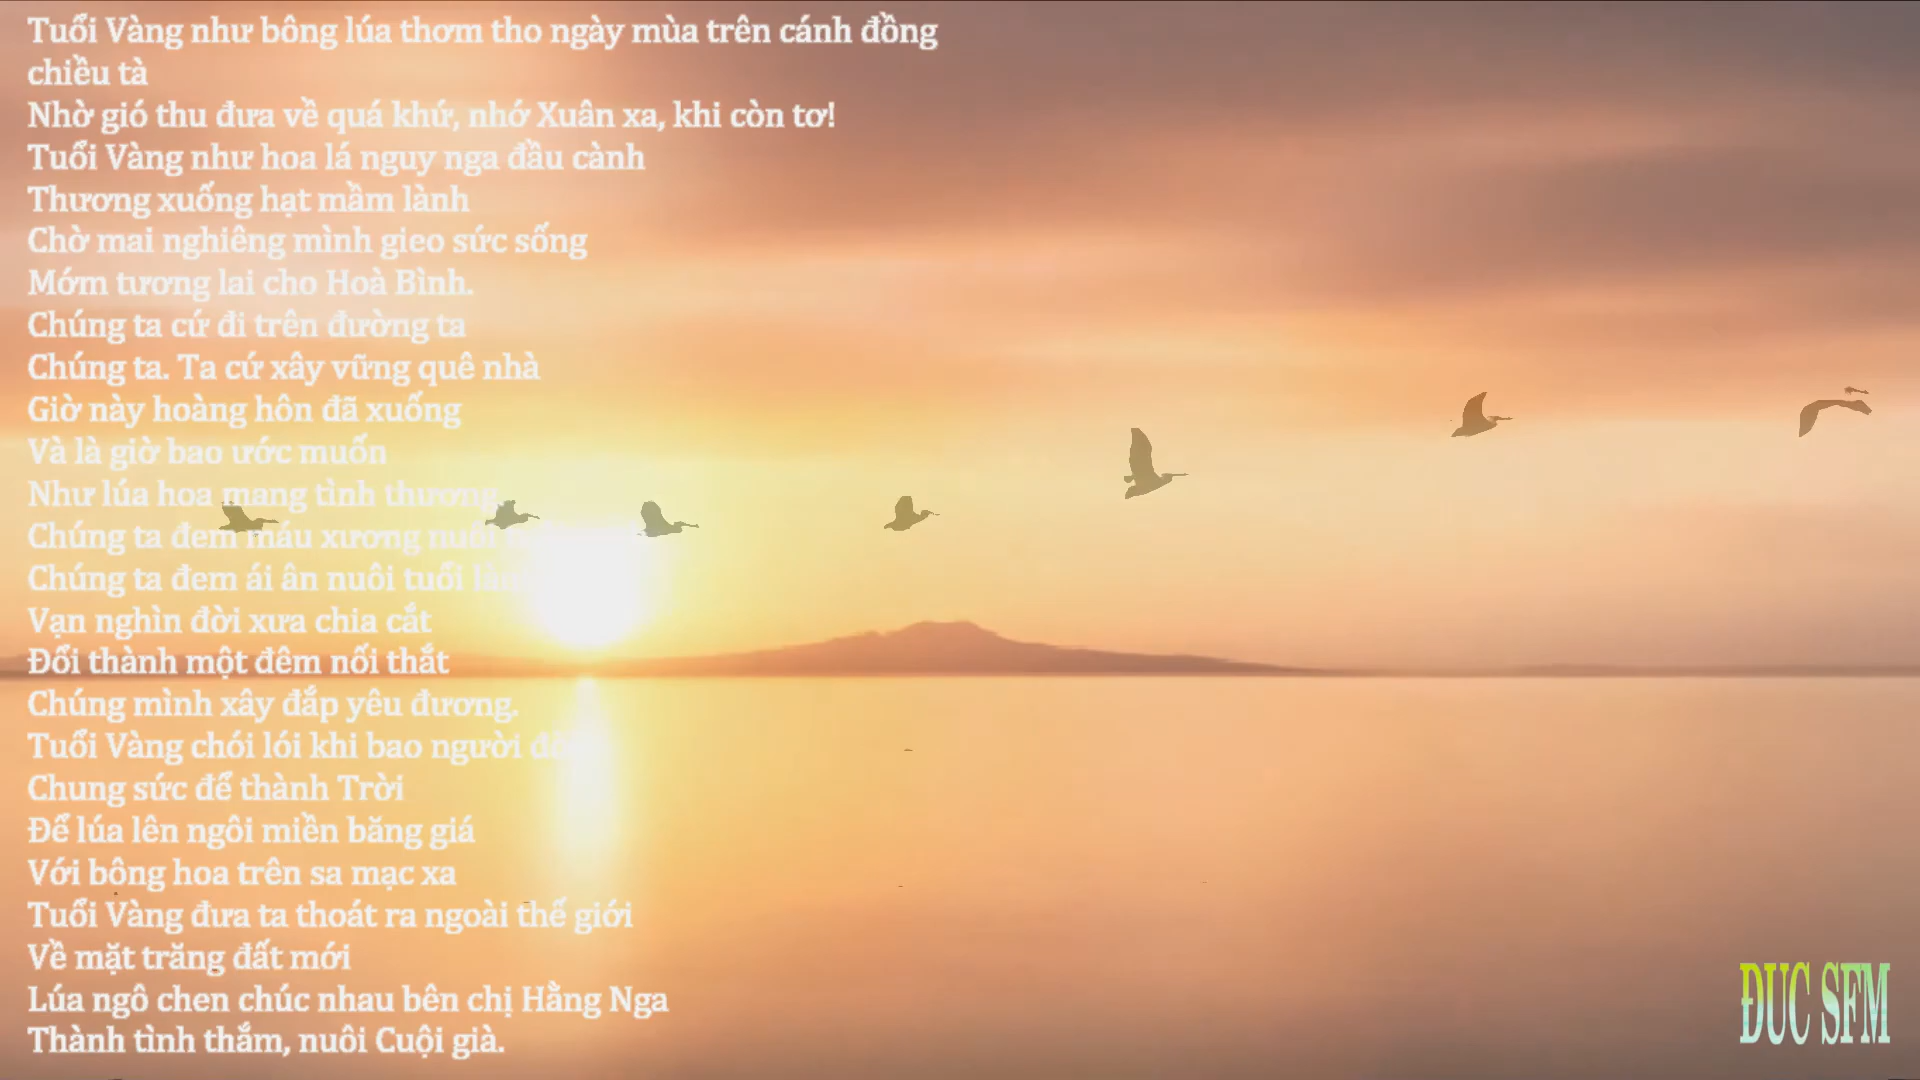 Tuổi Vàng như bông lúa thơm tho ngày mùa trên cánh đồng
chiều tà
Nhờ gió thu đưa về quá khứ, nhớ Xuân xa, khi còn tơ!
Tuổi Vàng như hoa lá nguy nga đầu cành
Thương xuống hạt mầm lành
Chờ mai nghiêng mình gieo sức sống
Mớm tương lai cho Hoà Bình.
Chúng ta cứ đi trên đường ta
Chúng ta. Ta cứ xây vững quê nhà
Giờ này hoàng hôn đã xuống
Và là giờ bao ước muốn
Như lúa hoa mang tình thương
Chúng ta đem máu xương nuôi
Chúng ta đem ái ân nuôi tuổi
Vạn nghìn đời xưa chia cắt
Đổi thành một đêm nối thắt
Chúng mình xây đắp yêu đương.
Tuổi Vàng chói lói khi bao người
Chung sức để thành Trời
Để lúa lên ngôi miền băng giá
Với bông hoa trên sa mạc xa
Tuổi Vàng đưa ta thoát ra ngoài thế giới
Về mặt trăng đất mới
Lúa ngô chen chúc nhau bên chị Hằng Nga
Thành tình thắm, nuôi Cuội già.
ĐUC SFM